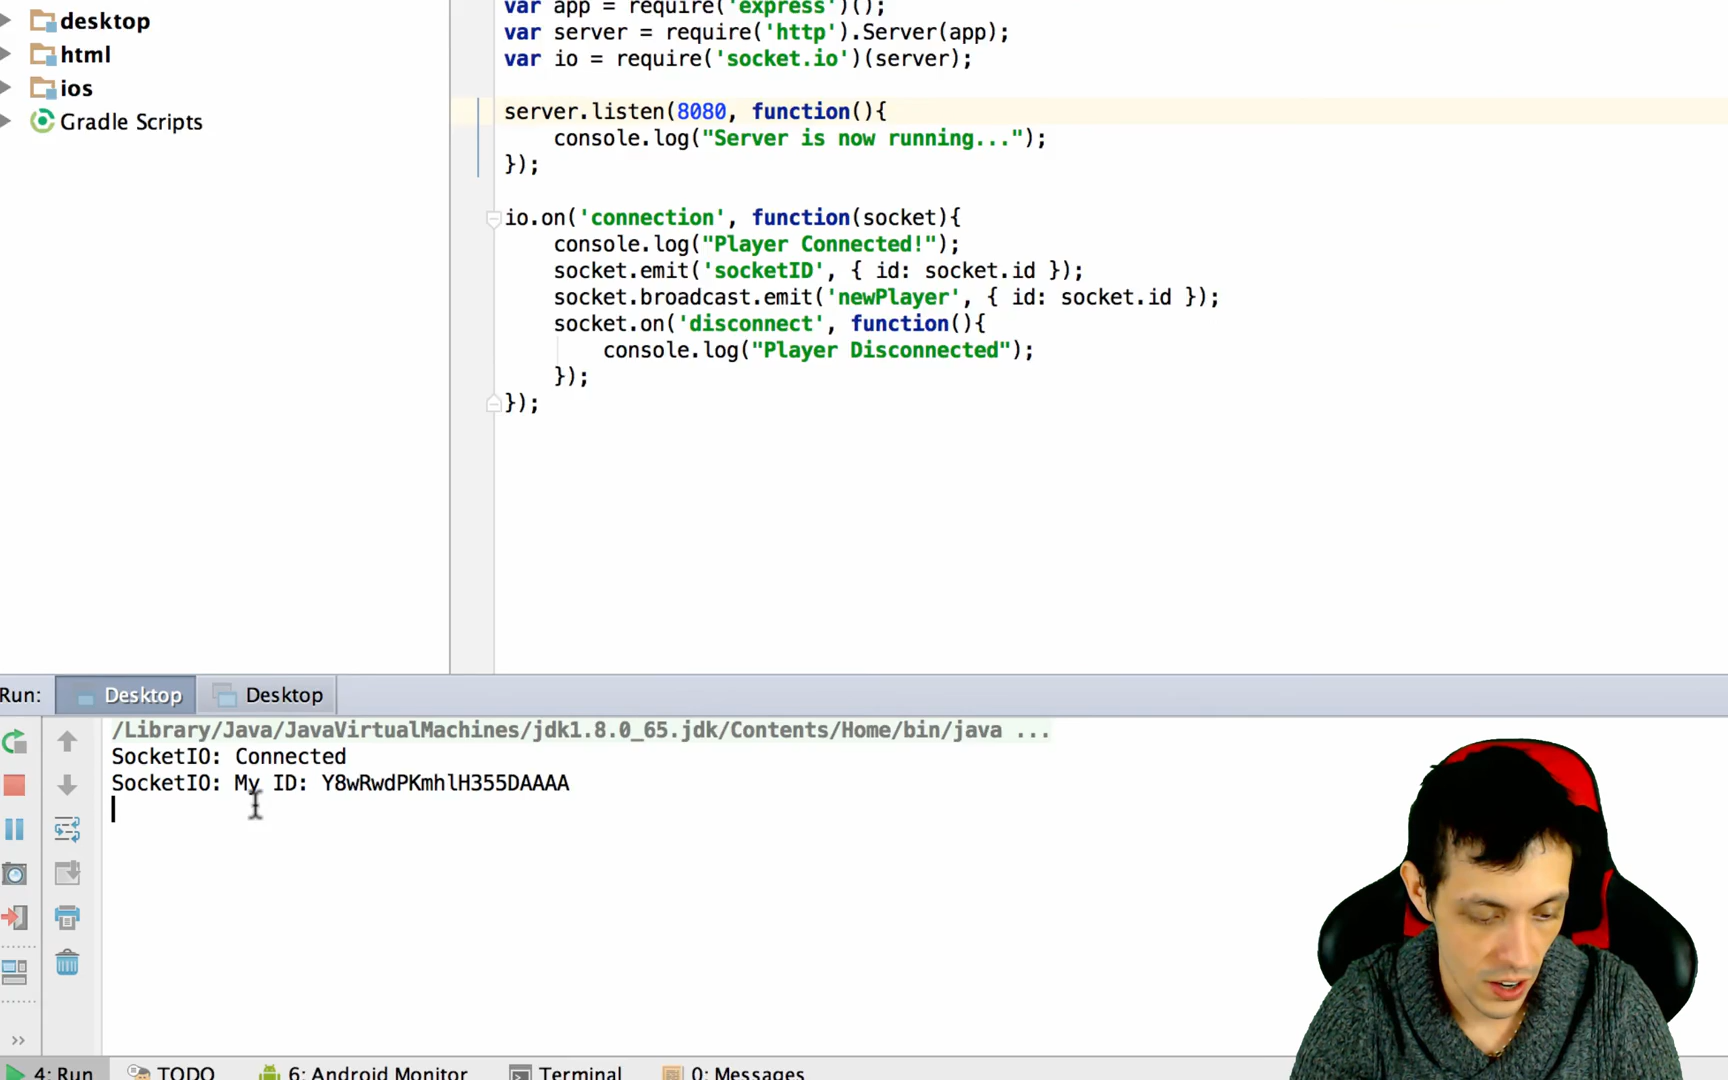 desktop
html
ios
Gradle Scripts
var app = require('express')();
var server = require('http').Server(app);
var io = require('socket.io')(server);
server.listen(8080, function(){
console.log("Server is now running...");
});
io.on('connection', function(socket){
console.log("Player Connected!");
socket.emit('socketID', { id: socket.id });
socket.broadcast.emit('newPlayer', { id: socket.id });
socket.on('disconnect', function(){
console.log("Player Disconnected");
});
});
Run: Desktop Desktop
/Library/Java/JavaVirtualMachines/jdk1.8.0_65.jdk/Contents/Home/bin/java ...
SocketIO: Connected
SocketIO: My ID: Y8wRwdPKmhlH355DAAAA
4: Run TODO 6: Android Monitor Terminal 0: Messages